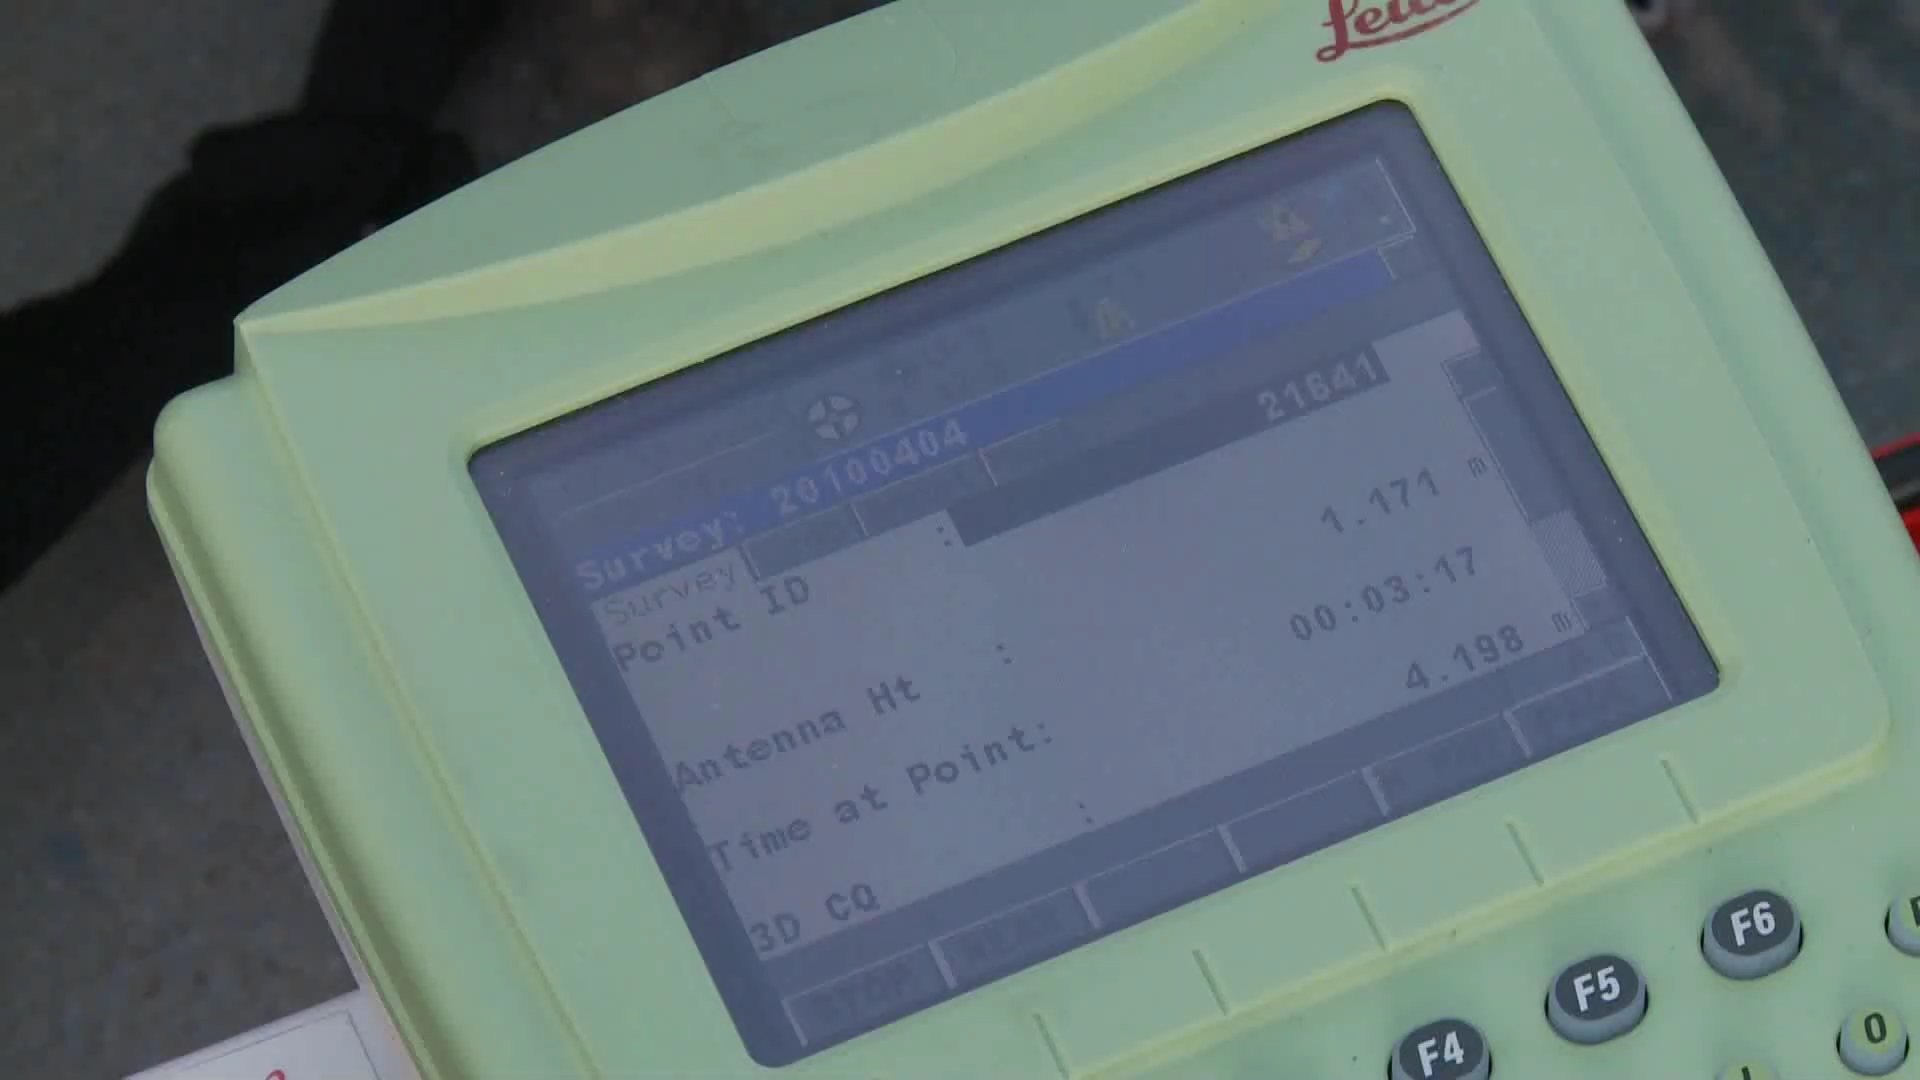 Leica
Survey: 20100404
Survey
Point ID : 21641
Antenna Ht : 1.171 m
Time at Point: 00:03:17
3D CQ : 4.198 m
F4 F5 F6
O